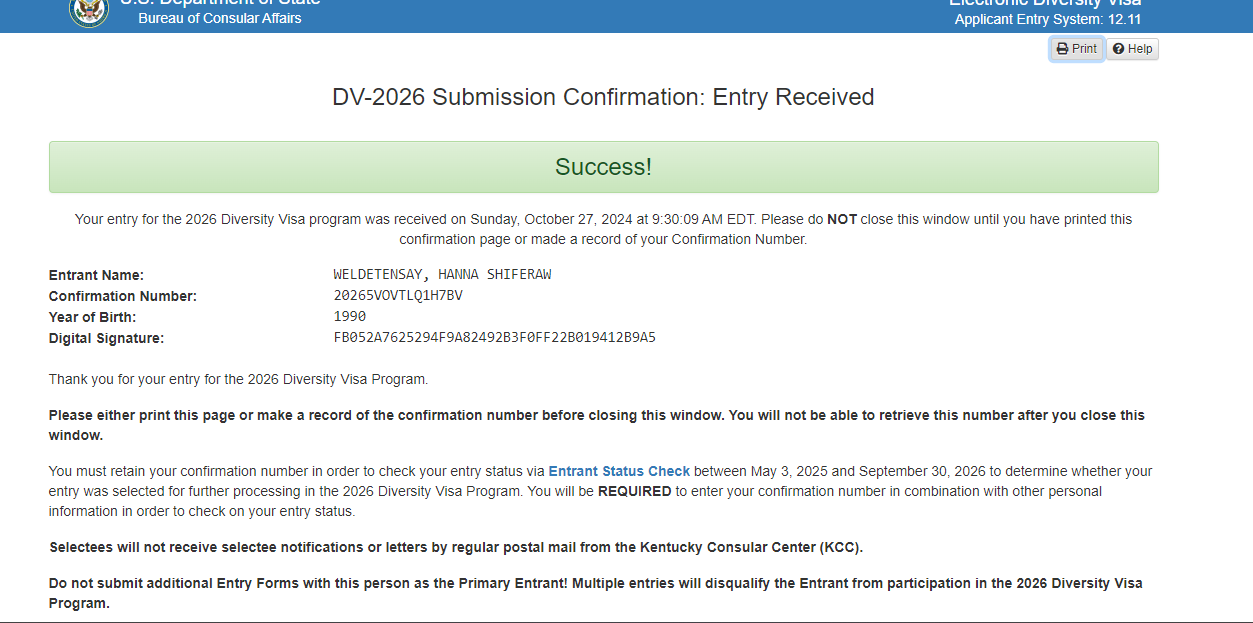 U.S. Department of State
Electronic Diversity Visa
Bureau of Consular Affairs
Applicant Entry System: 12.11
Print
Help
DV-2026 Submission Confirmation: Entry Received
Success!
Your entry for the 2026 Diversity Visa program was received on Sunday, October 27, 2024 at 9:30:09 AM EDT. Please do NOT close this window until you have printed this
confirmation page or made a record of your Confirmation Number.
Entrant Name: WELDETENSAY, HANNA SHIFERAW
Confirmation Number: 20265VOVTLQ1H7BV
Year of Birth: 1990
Digital Signature: FB052A7625294F9A82492B3F0FF22B019412B9A5
Thank you for your entry for the 2026 Diversity Visa Program.
Please either print this page or make a record of the confirmation number before closing this window. You will not be able to retrieve this number after you close this
window.
You must retain your confirmation number in order to check your entry status via Entrant Status Check between May 3, 2025 and September 30, 2026 to determine whether your
entry was selected for further processing in the 2026 Diversity Visa Program. You will be REQUIRED to enter your confirmation number in combination with other personal
information in order to check on your entry status.
Selectees will not receive selectee notifications or letters by regular postal mail from the Kentucky Consular Center (KCC).
Do not submit additional Entry Forms with this person as the Primary Entrant! Multiple entries will disqualify the Entrant from participation in the 2026 Diversity Visa
Program.